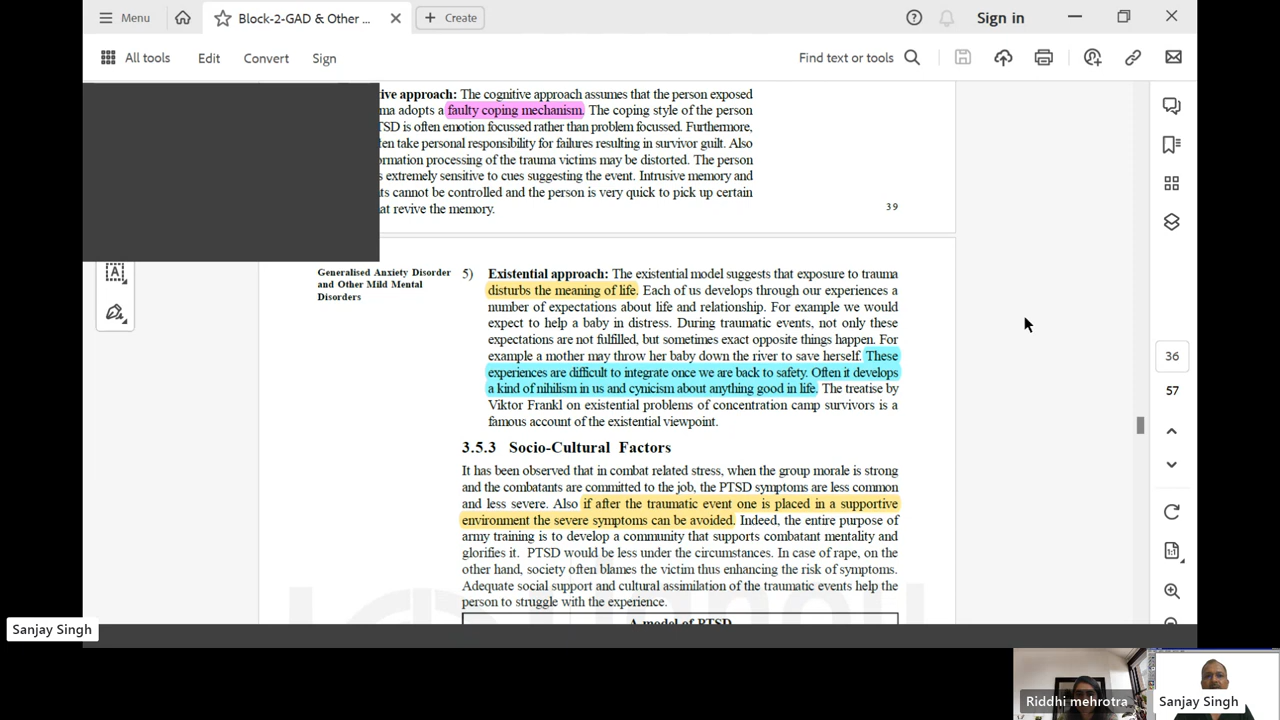 Menu
Block-2-GAD & Other ...
Create
Sign in
All tools
Edit
Convert
Sign
Find text or tools
ive approach: The cognitive approach assumes that the person exposed
ma adopts a faulty coping mechanism. The coping style of the person
TSD is often emotion focussed rather than problem focussed. Furthermore,
ten take personal responsibility for failures resulting in survivor guilt. Also
ormation processing of the trauma victims may be distorted. The person
s extremely sensitive to cues suggesting the event. Intrusive memory and
ts cannot be controlled and the person is very quick to pick up certain
at revive the memory.
39
Generalised Anxiety Disorder
and Other Mild Mental
Disorders
5) Existential approach: The existential model suggests that exposure to trauma
disturbs the meaning of life. Each of us develops through our experiences a
number of expectations about life and relationship. For example we would
expect to help a baby in distress. During traumatic events, not only these
expectations are not fulfilled, but sometimes exact opposite things happen. For
example a mother may throw her baby down the river to save herself. These
experiences are difficult to integrate once we are back to safety. Often it develops
a kind of nihilism in us and cynicism about anything good in life. The treatise by
Viktor Frankl on existential problems of concentration camp survivors is a
famous account of the existential viewpoint.
3.5.3 Socio-Cultural Factors
It has been observed that in combat related stress, when the group morale is strong
and the combatants are committed to the job, the PTSD symptoms are less common
and less severe. Also if after the traumatic event one is placed in a supportive
environment the severe symptoms can be avoided. Indeed, the entire purpose of
army training is to develop a community that supports combatant mentality and
glorifies it. PTSD would be less under the circumstances. In case of rape, on the
other hand, society often blames the victim thus enhancing the risk of symptoms.
Adequate social support and cultural assimilation of the traumatic events help the
person to struggle with the experience.
A model of PTSD
36
57
1:1
Sanjay Singh
Riddhi mehrotra
Sanjay Singh